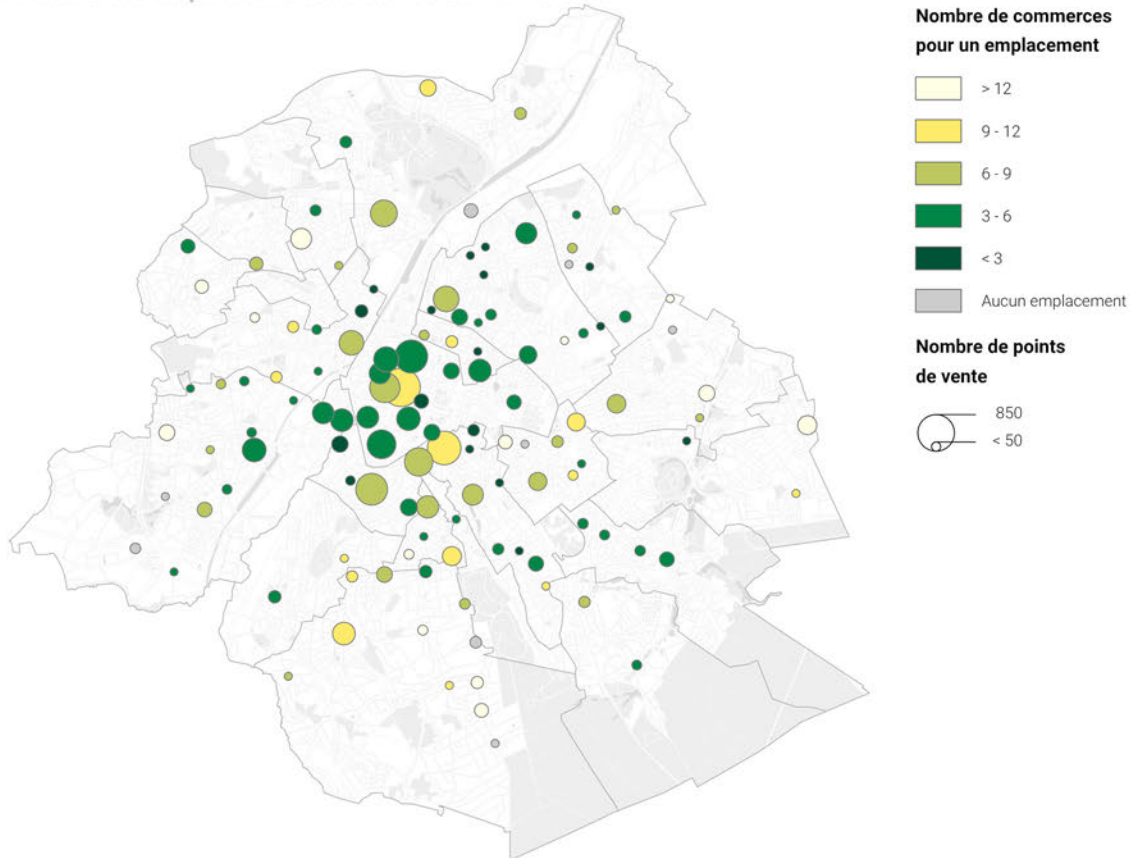 Nombre de commerces
pour un emplacement
> 12
9 - 12
6 - 9
3 - 6
< 3
Aucun emplacement
Nombre de points
de vente
850
< 50